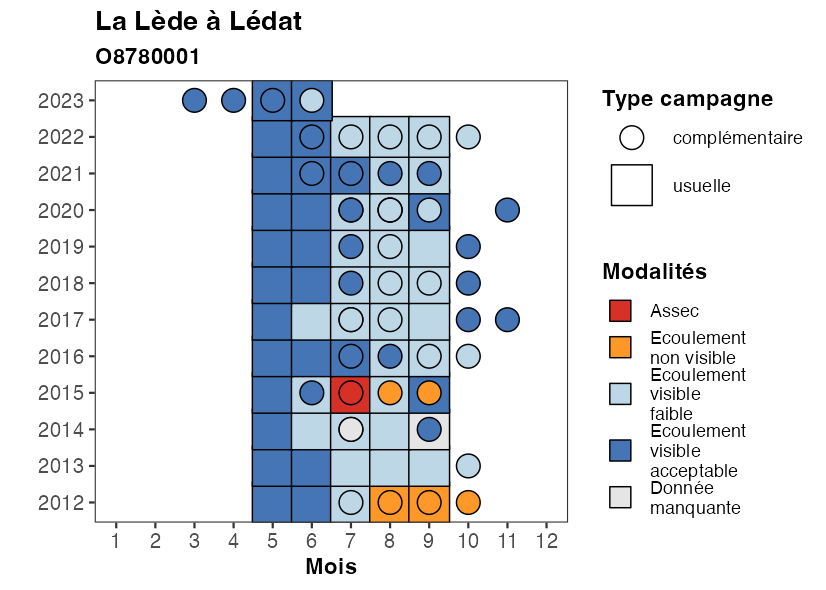 La Lède à Lédat
O8780001
2023
2022
2021
2020
2019
2018
2017
2016
2015
2014
2013
2012
1 2 3 4 5 6 7 8 9 10 11 12
Mois
Type campagne
complémentaire
usuelle
Modalités
Assec
Ecoulement
non visible
Ecoulement
visible
faible
Ecoulement
visible
acceptable
Donnée
manquante